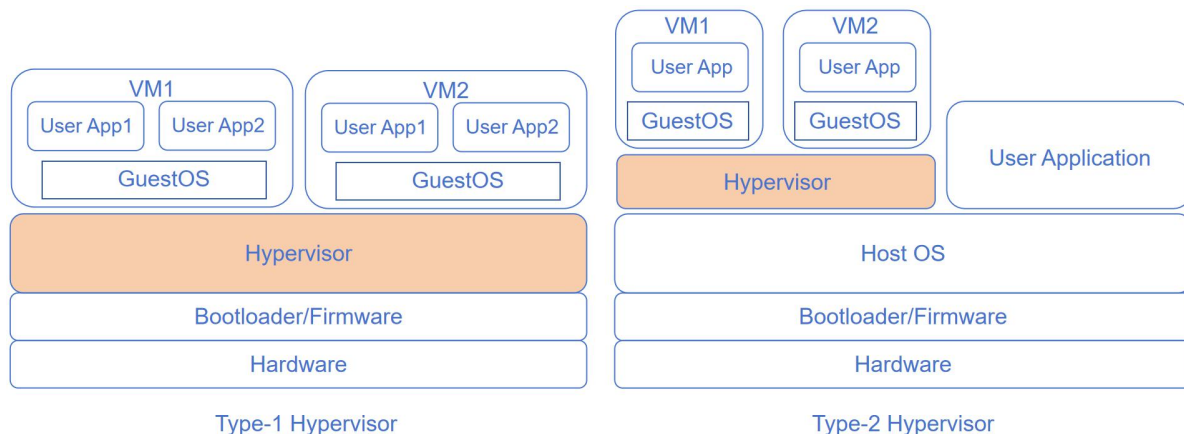 VM1
User App1
User App2
GuestOS
VM2
User App1
User App2
GuestOS
Hypervisor
Bootloader/Firmware
Hardware
Type-1 Hypervisor
VM1
User App
GuestOS
VM2
User App
GuestOS
Hypervisor
User Application
Host OS
Bootloader/Firmware
Hardware
Type-2 Hypervisor